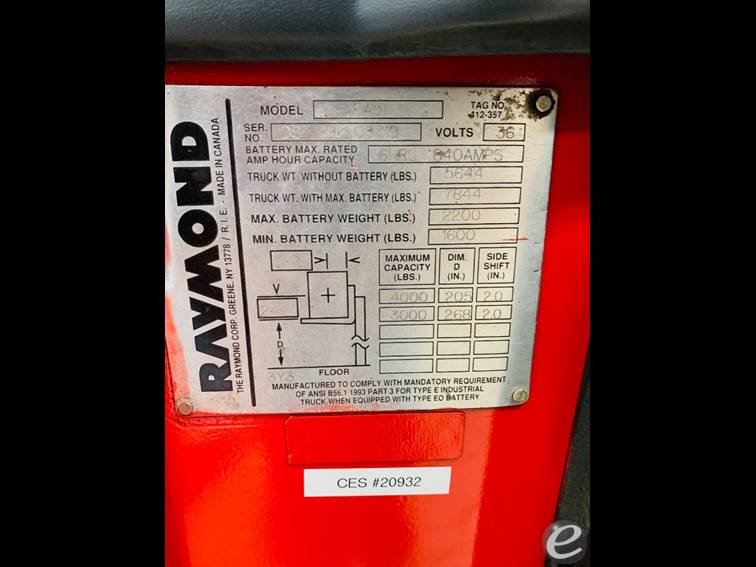 RAYMOND
THE RAYMOND CORP. GREENE, NY 13778 / R.I.E. - MADE IN CANADA
MODEL
TAG NO.
412-357
SER. NO.
VOLTS 36
BATTERY MAX. RATED
AMP HOUR CAPACITY 6HRS 840AMPS
TRUCK WT. WITHOUT BATTERY (LBS.) 5644
TRUCK WT. WITH MAX. BATTERY (LBS.) 7844
MAX. BATTERY WEIGHT (LBS.) 2200
MIN. BATTERY WEIGHT (LBS.) 1600
MAXIMUM CAPACITY (LBS.) DIM. D (IN.) SIDE SHIFT (IN.)
4000 205 2.0
3000 268 2.0
V
24
D
FLOOR
3Y3
MANUFACTURED TO COMPLY WITH MANDATORY REQUIREMENT
OF ANSI B56.1 1993 PART 3 FOR TYPE E INDUSTRIAL
TRUCK WHEN EQUIPPED WITH TYPE EO BATTERY
CES #20932
e